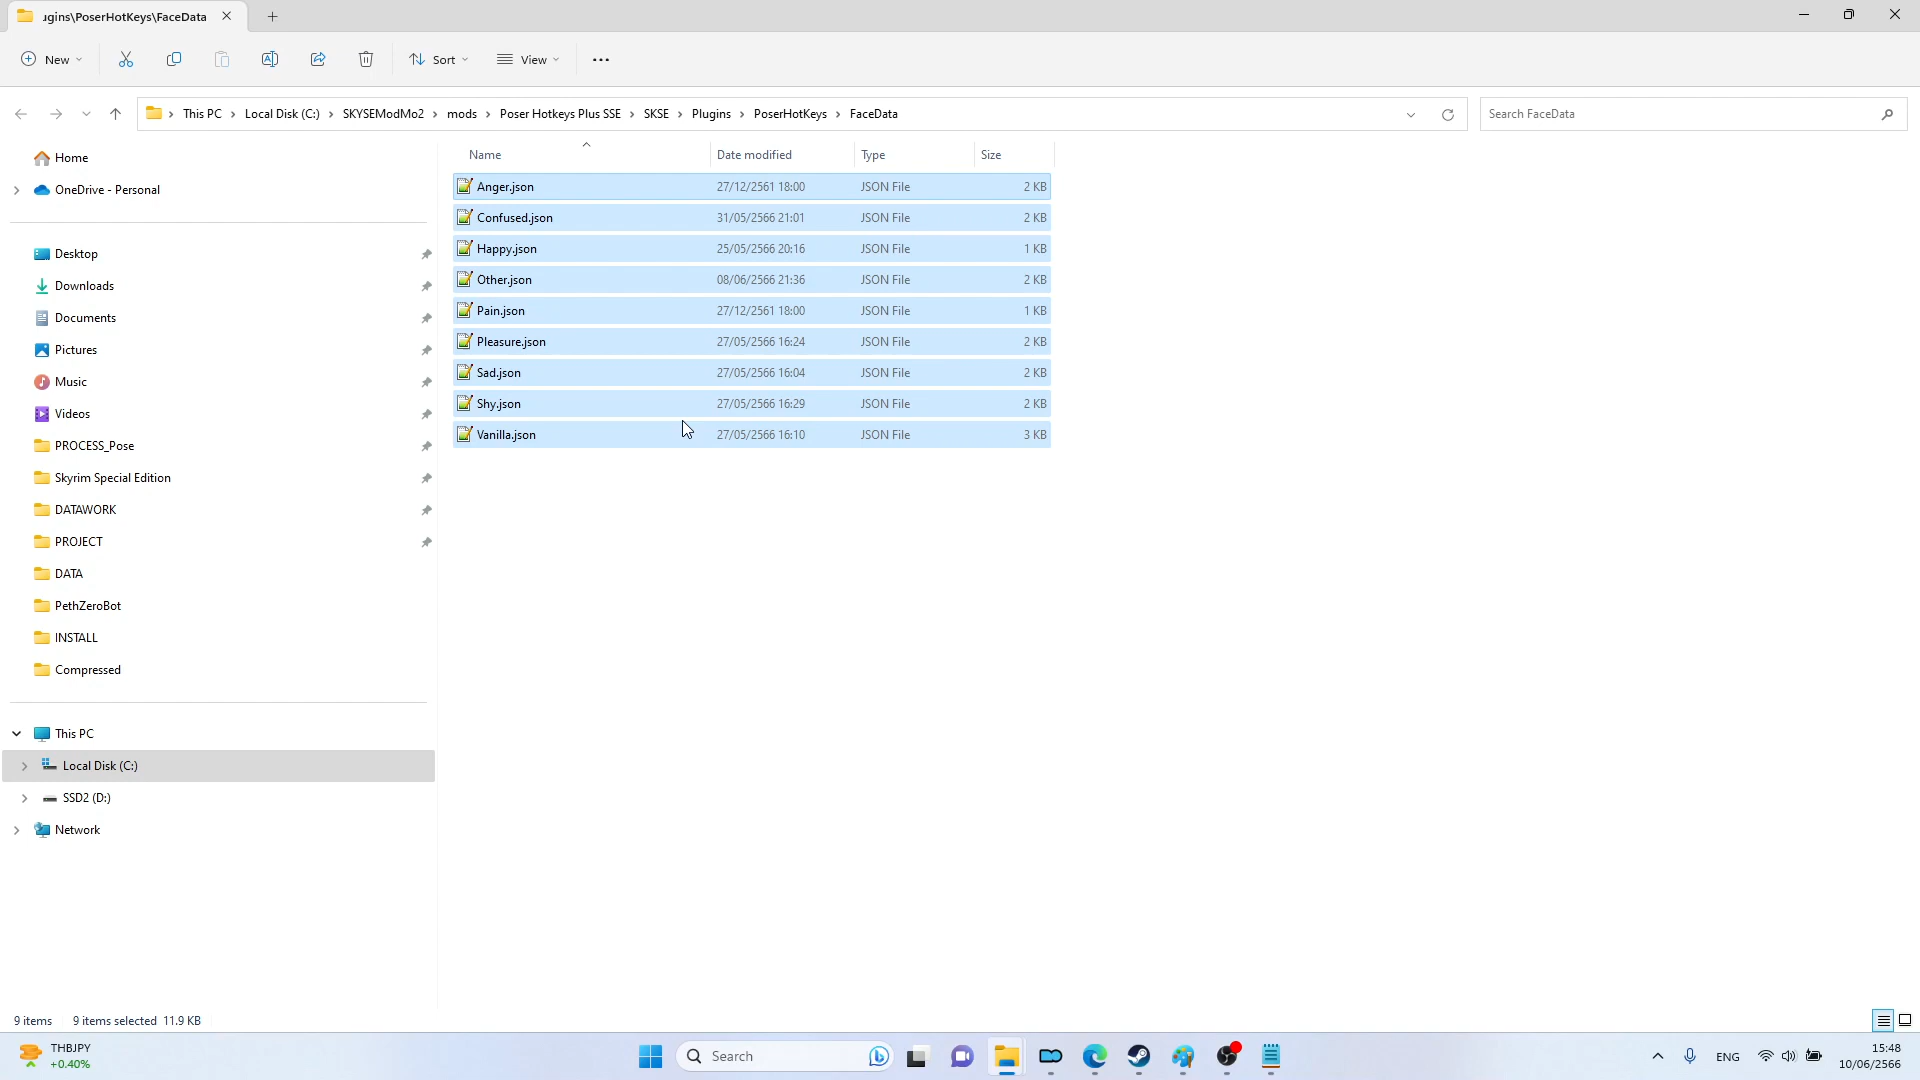 ugins\PoserHotKeys\FaceData
New
Sort
View
This PC > Local Disk (C:) > SKYSEModMo2 > mods > Poser Hotkeys Plus SSE > SKSE > Plugins > PoserHotKeys > FaceData
Search FaceData
Name Date modified Type Size
Anger.json 27/12/2561 18:00 JSON File 2 KB
Confused.json 31/05/2566 21:01 JSON File 2 KB
Happy.json 25/05/2566 20:16 JSON File 1 KB
Other.json 08/06/2566 21:36 JSON File 2 KB
Pain.json 27/12/2561 18:00 JSON File 1 KB
Pleasure.json 27/05/2566 16:24 JSON File 2 KB
Sad.json 27/05/2566 16:04 JSON File 2 KB
Shy.json 27/05/2566 16:29 JSON File 2 KB
Vanilla.json 27/05/2566 16:10 JSON File 3 KB
Home
OneDrive - Personal
Desktop
Downloads
Documents
Pictures
Music
Videos
PROCESS_Pose
Skyrim Special Edition
DATAWORK
PROJECT
DATA
PethZeroBot
INSTALL
Compressed
This PC
Local Disk (C:)
SSD2 (D:)
Network
9 items 9 items selected 11.9 KB
THBJPY
+0.40%
Search
ENG
15:48
10/06/2566